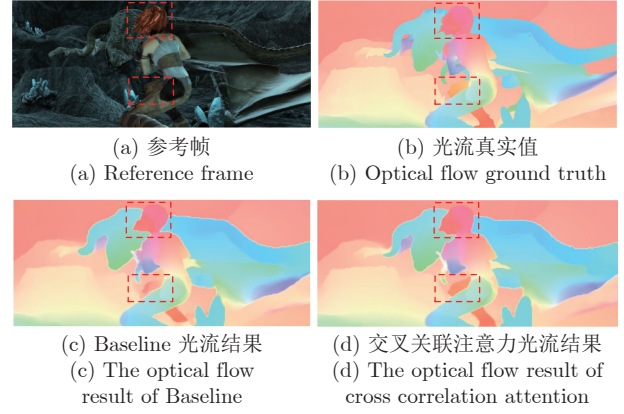 (a) 参考帧
(a) Reference frame
(b) 光流真实值
(b) Optical flow ground truth
(c) Baseline 光流结果
(c) The optical flow
result of Baseline
(d) 交叉关联注意力光流结果
(d) The optical flow result of
cross correlation attention